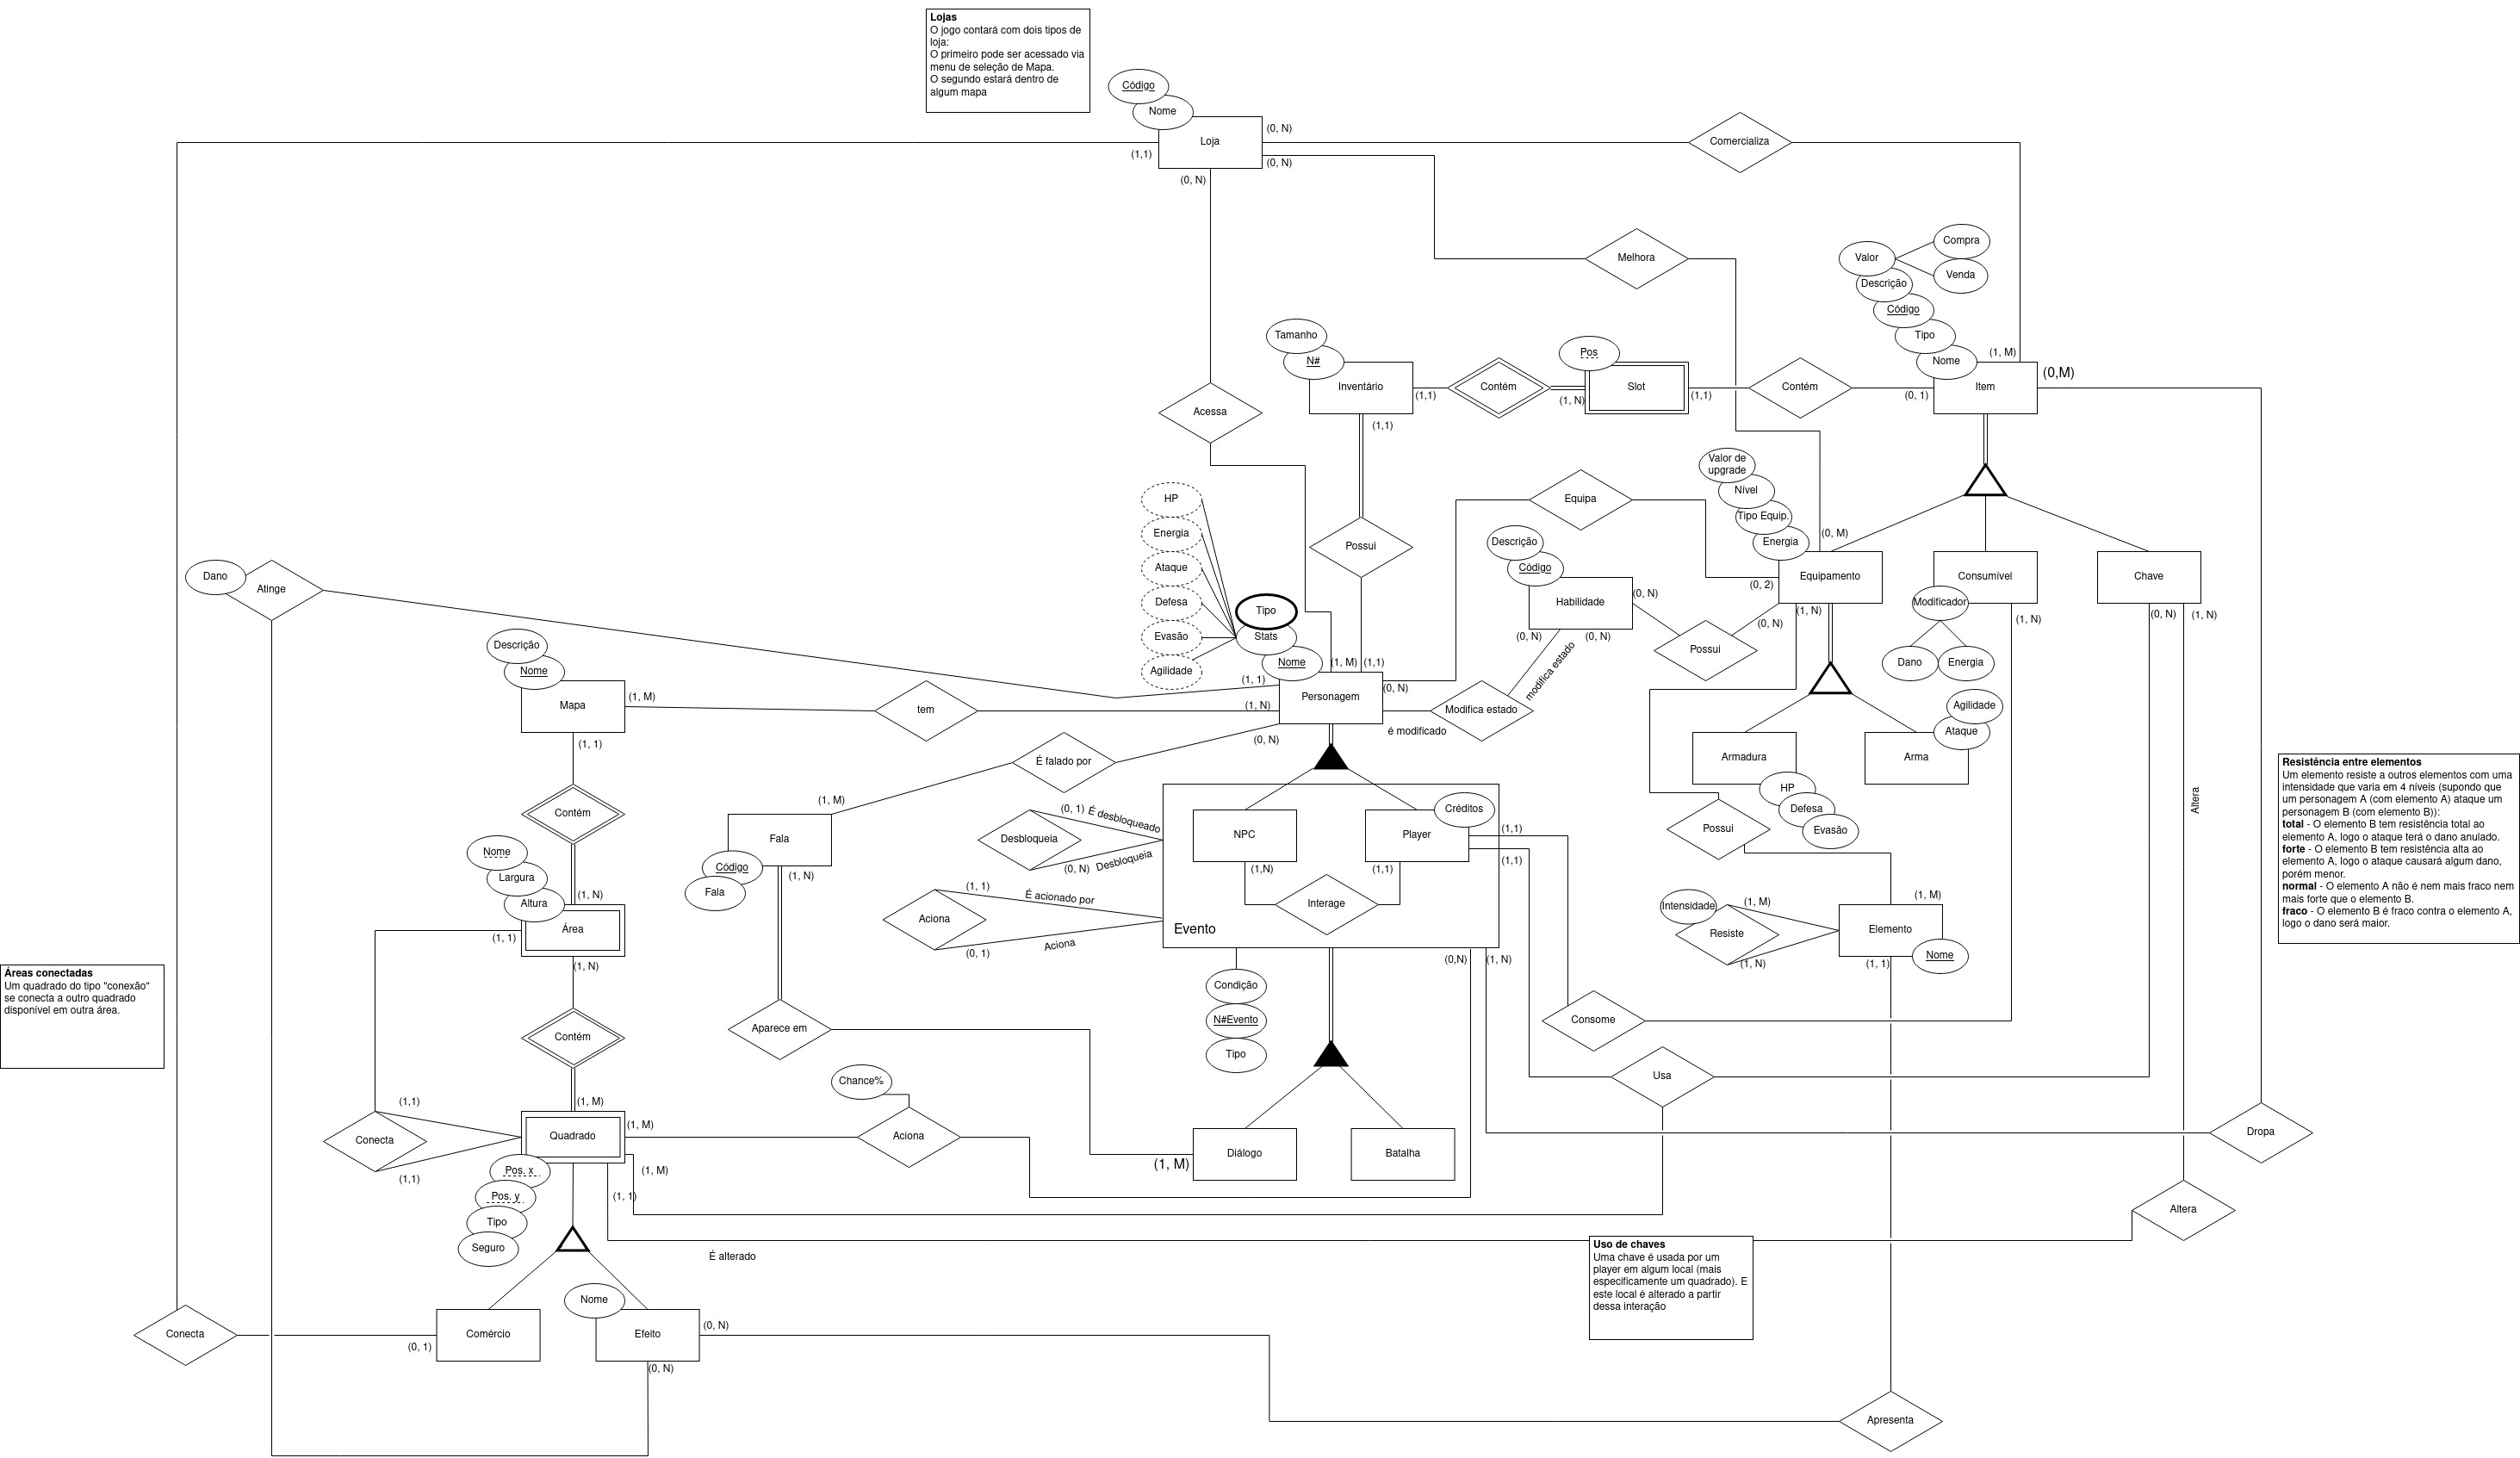 Lojas
O jogo contará com dois tipos de
loja:
O primeiro pode ser acessado via
menu de seleção de Mapa.
O segundo estará dentro de
algum mapa
Código
Nome
Loja
(0, N)
(1,1)
(0, N)
(0, N)
Comercializa
Melhora
Valor
Compra
Venda
Descrição
Código
Tipo
Nome
(1, M)
Item
(0,M)
(0, 1)
Tamanho
N#
Inventário
(1,1)
(1,1)
Contém
(1, N)
Pos
Slot
(1,1)
Contém
Acessa
Possui
Equipa
HP
Energia
Ataque
Defesa
Evasão
Agilidade
Tipo
Stats
Nome
(1, M)
(1,1)
(1, 1)
(1, N)
(0, N)
(0, N)
Personagem
é modificado
Modifica estado
modifica estado
Descrição
Código
Habilidade
(0, N)
(0, N)
(0, N)
Possui
(0, N)
Valor de
upgrade
Nível
Tipo Equip.
Energia
(0, M)
(0, 2)
Equipamento
(1, N)
Consumível
Modificador
Dano
Energia
(1, N)
Chave
(0, N)
(1, N)
Altera
Dano
Atinge
Descrição
Nome
Mapa
(1, M)
(1, 1)
tem
É falado por
(1, M)
Fala
Código
Fala
(1, N)
Contém
Nome
Largura
Altura
(1, N)
Área
(1, 1)
(1, N)
Desbloqueia
(0, 1)
É desbloqueado
(0, N)
Desbloqueia
Aciona
(1, 1)
É acionado por
(0, 1)
Aciona
NPC
Player
Créditos
(1,N)
(1,1)
Interage
Evento
(1,1)
(1,1)
(0,N)
(1, N)
Condição
N#Evento
Tipo
Armadura
HP
Defesa
Evasão
Arma
Agilidade
Ataque
Possui
(1, M)
Intensidade
(1, M)
Resiste
(1, N)
Elemento
(1, 1)
Nome
Resistência entre elementos
Um elemento resiste a outros elementos com uma
intensidade que varia em 4 níveis (supondo que
um personagem A (com elemento A) ataque um
personagem B (com elemento B)):
total - O elemento B tem resistência total ao
elemento A, logo o ataque terá o dano anulado.
forte - O elemento B tem resistência alta ao
elemento A, logo o ataque causará algum dano,
porém menor.
normal - O elemento A não é nem mais fraco nem
mais forte que o elemento B.
fraco - O elemento B é fraco contra o elemento A,
logo o dano será maior.
Áreas conectadas
Um quadrado do tipo "conexão"
se conecta a outro quadrado
disponível em outra área.
Contém
Aparece em
Consome
Usa
Chance%
Aciona
Conecta
(1,1)
(1,1)
(1, M)
Quadrado
(1, M)
(1, M)
(1, 1)
Pos. x
Pos. y
Tipo
Seguro
(1, M)
Diálogo
Batalha
Dropa
Altera
É alterado
Uso de chaves
Uma chave é usada por um
player em algum local (mais
especificamente um quadrado). E
este local é alterado a partir
dessa interação
Conecta
(0, 1)
Comércio
Nome
Efeito
(0, N)
(0, N)
Apresenta